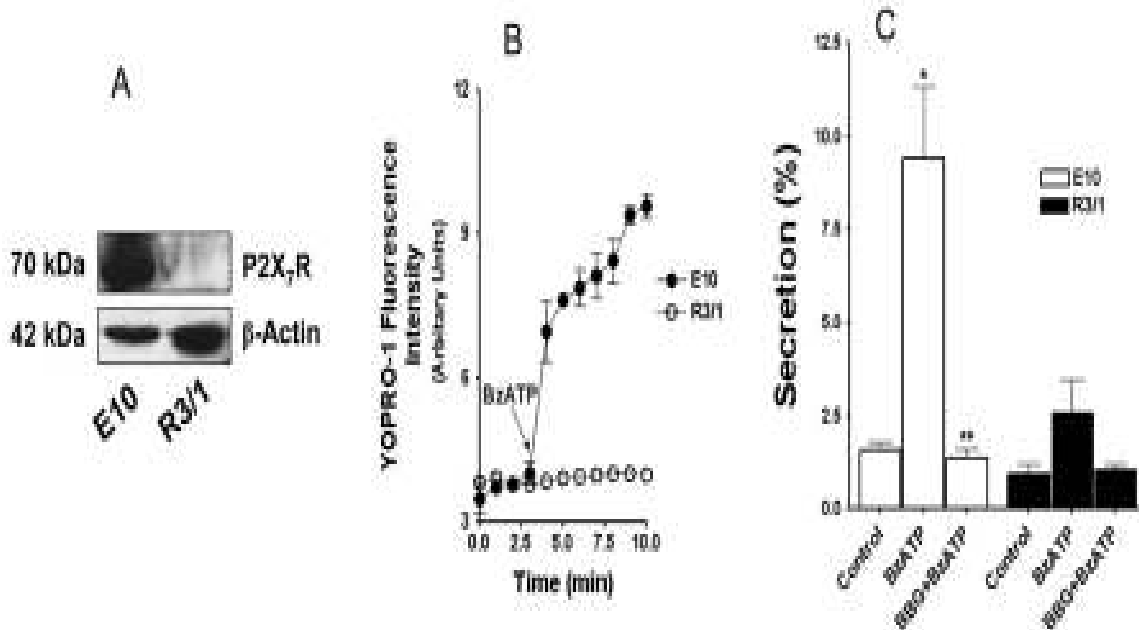 A
70 kDa
P2X7R
42 kDa
β-Actin
E10
R3/1
B
YOPRO-1 Fluorescence
Intensity
(Arbitary Units)
12
9
6
3
BzATP
E10
R3/1
0.0
2.5
5.0
7.5
10.0
Time (min)
C
Secretion (%)
12.5
10.0
7.5
5.0
2.5
0.0
*
**
E10
R3/1
Control
BzATP
BBG+BzATP
Control
BzATP
BBG+BzATP